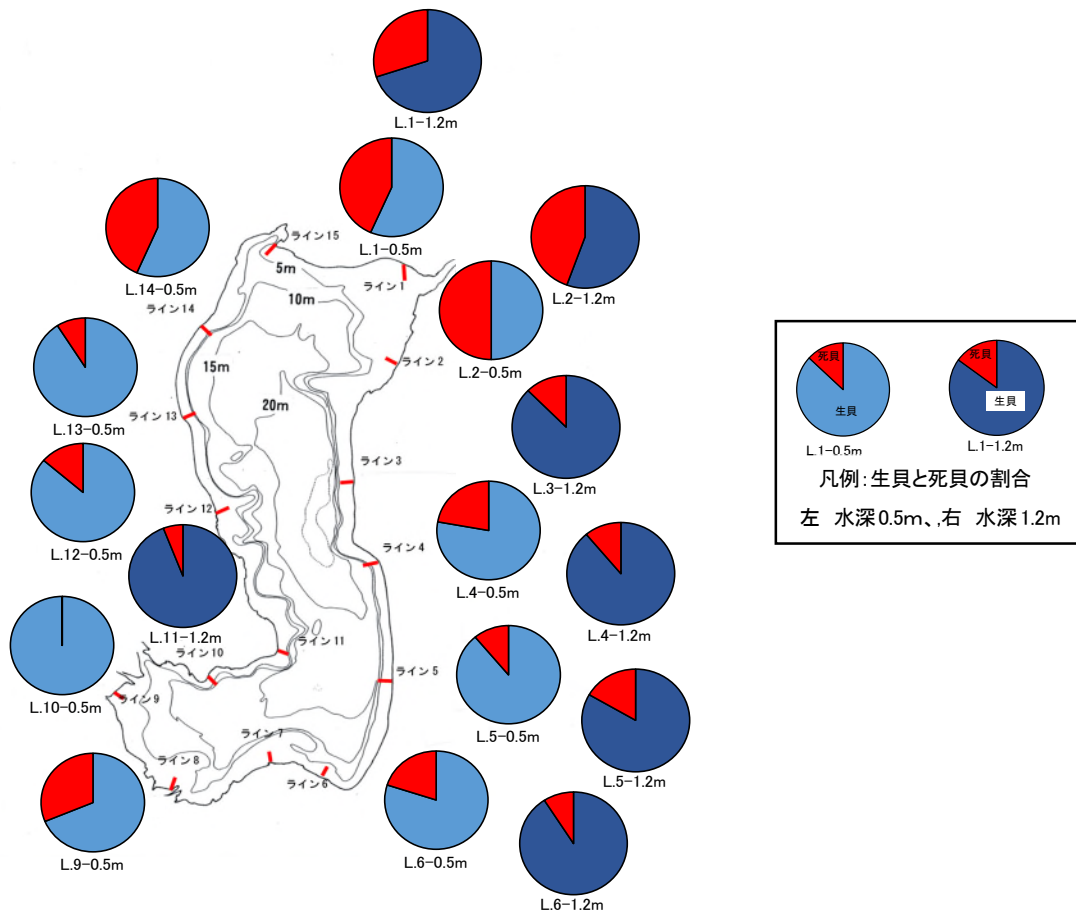 L.1-1.2m
L.1-0.5m
L.14-0.5m
L.2-1.2m
L.2-0.5m
L.13-0.5m
L.3-1.2m
L.12-0.5m
L.4-0.5m
L.4-1.2m
L.11-1.2m
L.10-0.5m
L.5-0.5m
L.5-1.2m
L.9-0.5m
L.6-0.5m
L.6-1.2m
ライン15
5m
10m
ライン1
ライン14
15m
20m
ライン2
ライン13
ライン3
ライン12
ライン4
ライン11
ライン10
ライン5
ライン9
ライン7
ライン8
ライン6
死貝
生貝
L.1-0.5m
死貝
生貝
L.1-1.2m
凡例：生貝と死貝の割合
左 水深0.5m、,右 水深1.2m